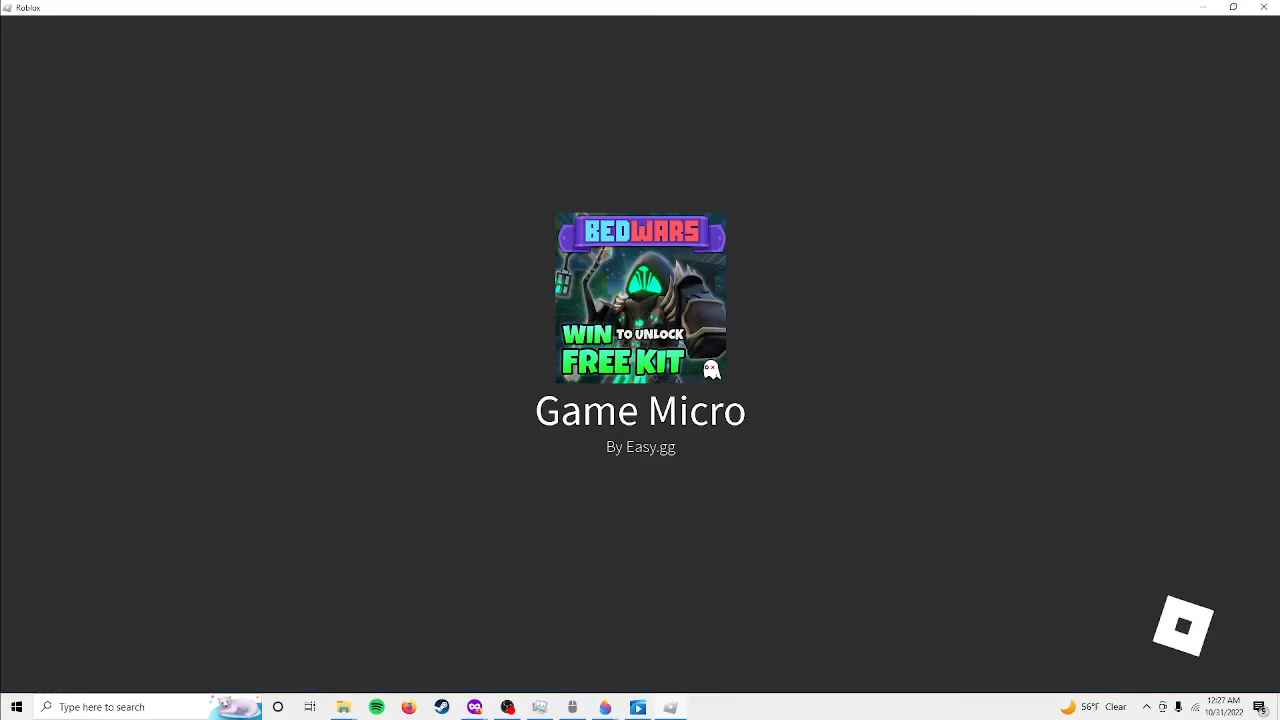 Roblox
BEDWARS
WIN TO UNLOCK
FREE KIT
Game Micro
By Easy.gg
Type here to search
56°F Clear
12:27 AM
10/31/2022